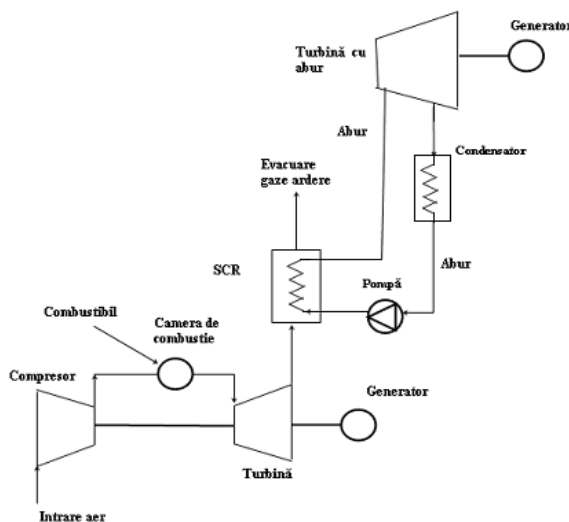 Generator
Turbină cu
abur
Abur
Condensator
Evacuare
gaze ardere
Abur
SCR
Pompă
Combustibil
Camera de
combustie
Compresor
Generator
Turbină
Intrare aer